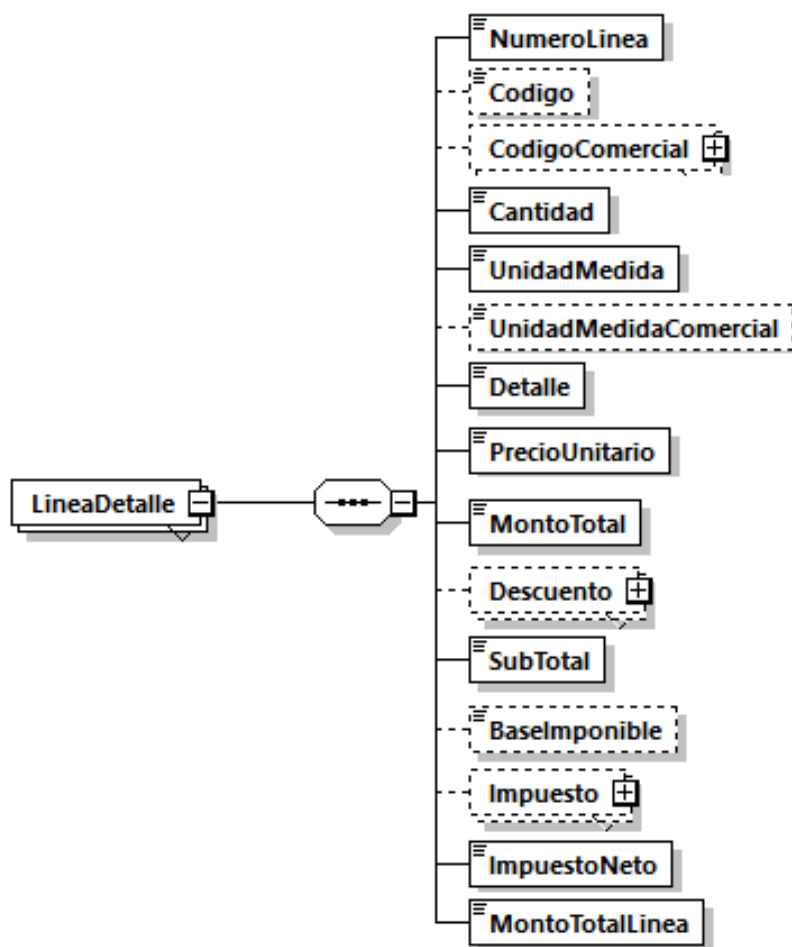 NumeroLinea
Codigo
CodigoComercial
Cantidad
UnidadMedida
UnidadMedidaComercial
Detalle
PrecioUnitario
LineaDetalle
MontoTotal
Descuento
SubTotal
BaseImponible
Impuesto
ImpuestoNeto
MontoTotalLinea